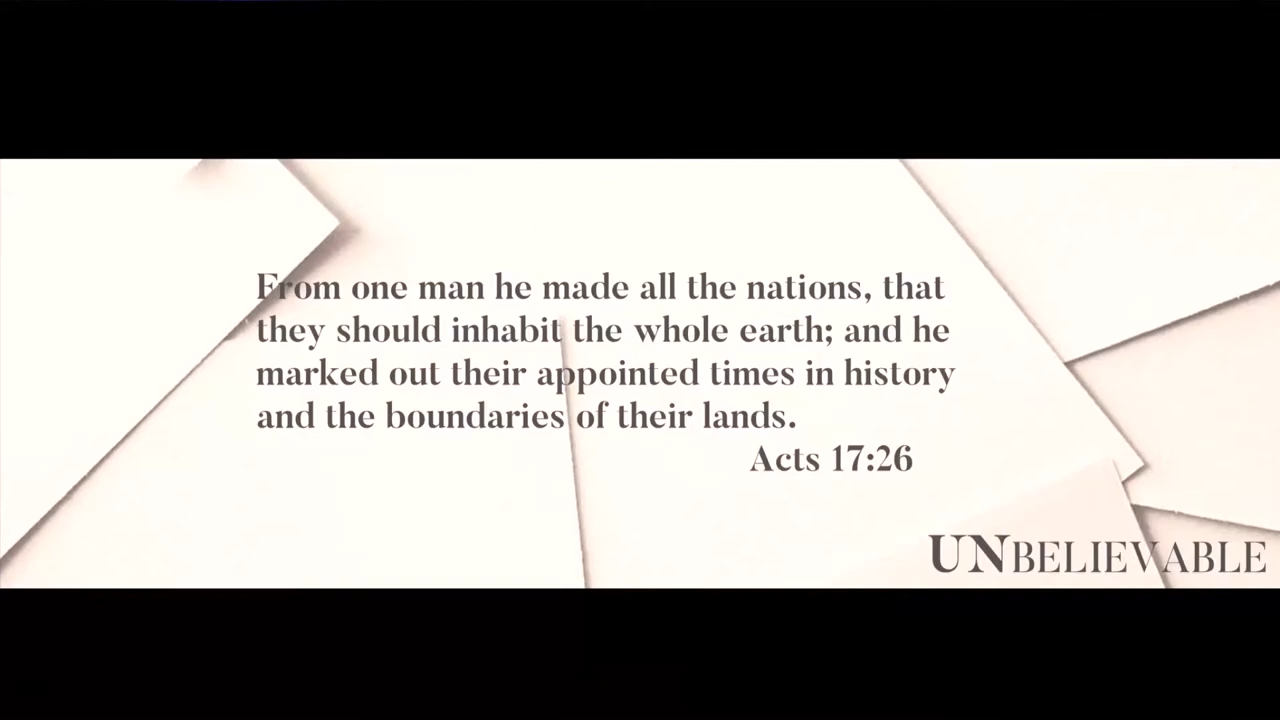 From one man he made all the nations, that
they should inhabit the whole earth; and he
marked out their appointed times in history
and the boundaries of their lands.
Acts 17:26
UNBELIEVABLE